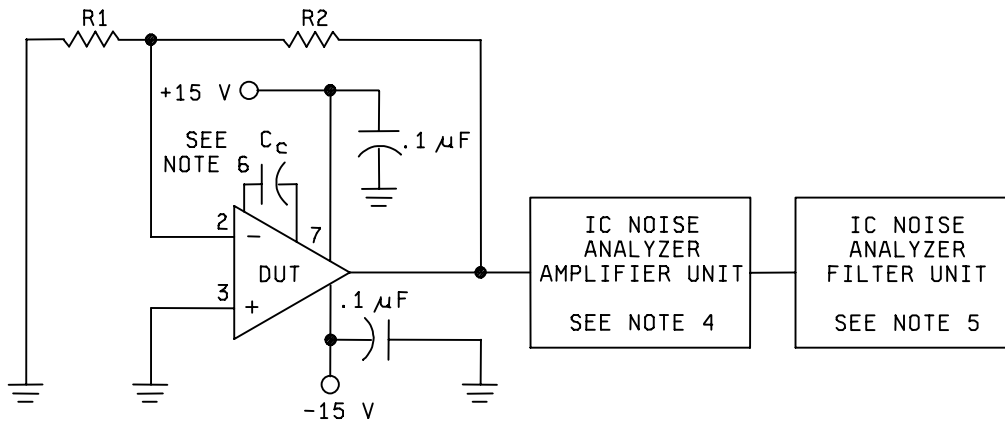 R1
R2
+15 V
.1 µF
SEE
NOTE 6
Cc
2
7
−
DUT
3
+
.1 µF
-15 V
IC NOISE
ANALYZER
AMPLIFIER UNIT
SEE NOTE 4
IC NOISE
ANALYZER
FILTER UNIT
SEE NOTE 5